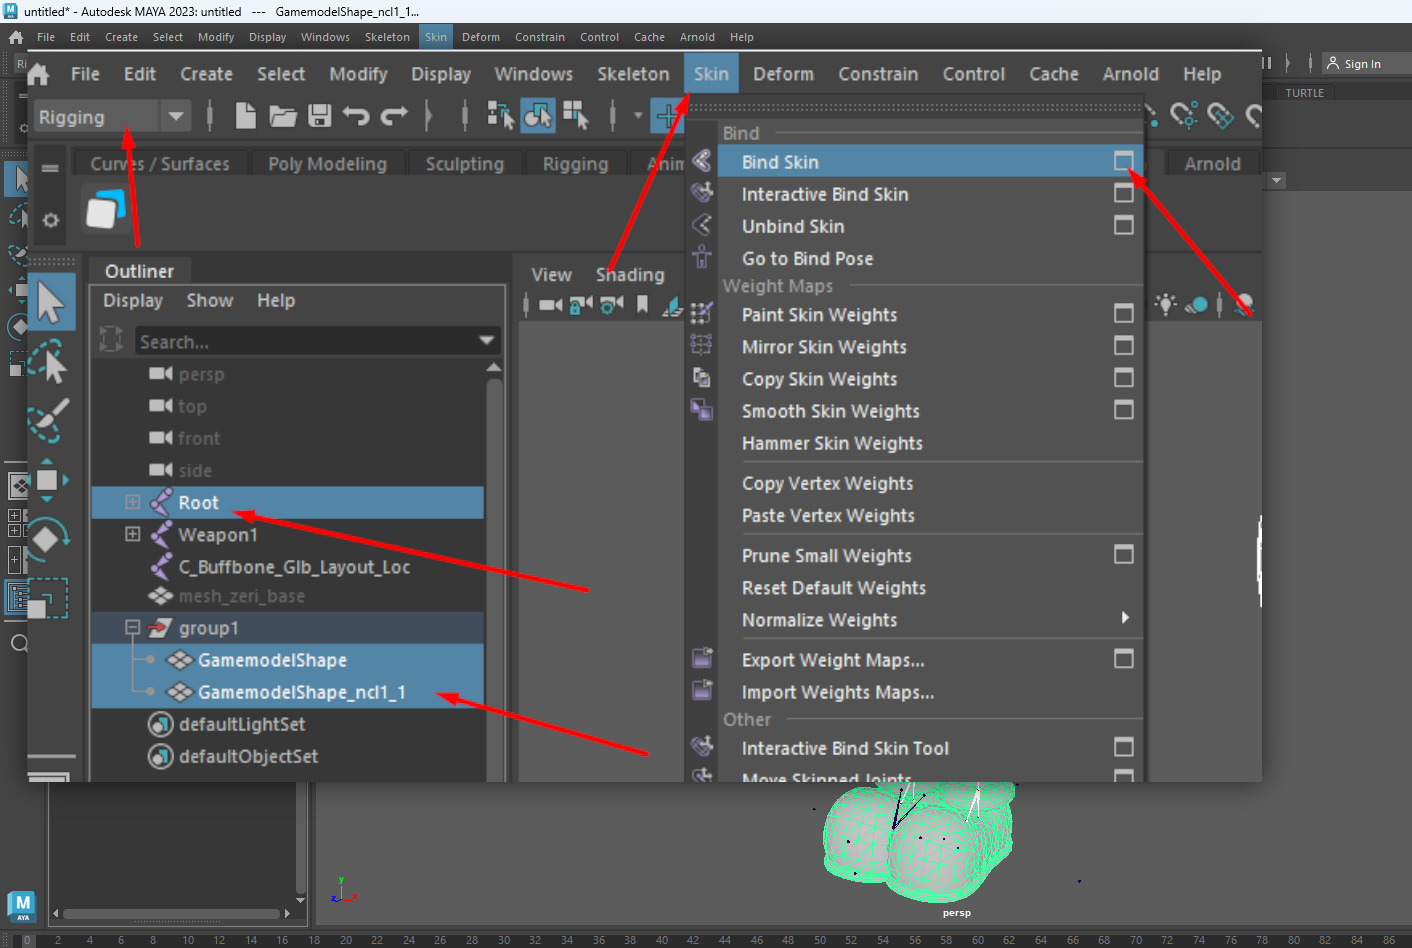 untitled* - Autodesk MAYA 2023: untitled --- GamemodelShape_ncl1_1...
File Edit Create Select Modify Display Windows Skeleton Skin Deform Constrain Control Cache Arnold Help
File Edit Create Select Modify Display Windows Skeleton Skin Deform Constrain Control Cache Arnold Help
Sign In
TURTLE
Rigging
Curves / Surfaces Poly Modeling Sculpting Rigging Anim Arnold
Bind
Bind Skin
Interactive Bind Skin
Unbind Skin
Go to Bind Pose
Weight Maps
Paint Skin Weights
Mirror Skin Weights
Copy Skin Weights
Smooth Skin Weights
Hammer Skin Weights
Copy Vertex Weights
Paste Vertex Weights
Prune Small Weights
Reset Default Weights
Normalize Weights
Export Weight Maps...
Import Weights Maps...
Other
Interactive Bind Skin Tool
Move Skinned Joints
Outliner
Display Show Help
Search...
View Shading
persp
top
front
side
Root
Weapon1
C_Buffbone_Glb_Layout_Loc
mesh_zeri_base
group1
GamemodelShape
GamemodelShape_ncl1_1
defaultLightSet
defaultObjectSet
y
z x
persp
M
AYA
0 2 4 6 8 10 12 14 16 18 20 22 24 26 28 30 32 34 36 38 40 42 44 46 48 50 52 54 56 58 60 62 64 66 68 70 72 74 76 78 80 82 84 86